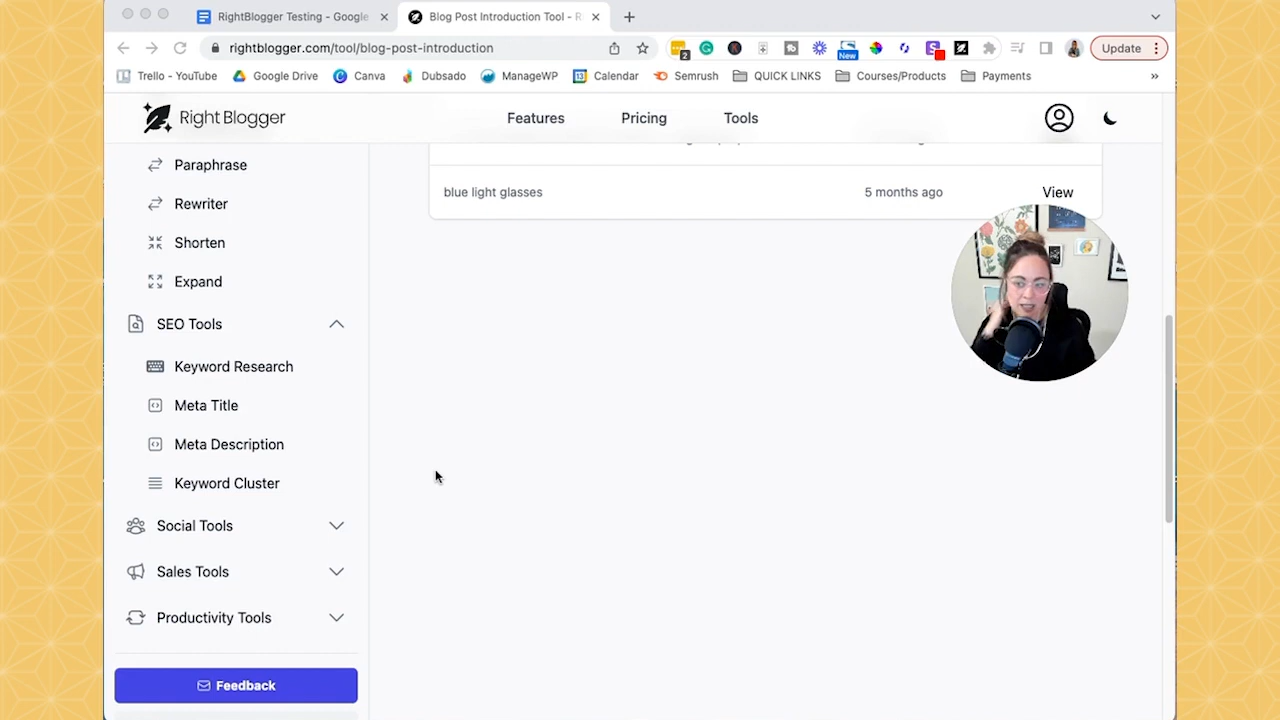 RightBlogger Testing - Google
Blog Post Introduction Tool - R
rightblogger.com/tool/blog-post-introduction
2
New
Update
Trello - YouTube
Google Drive
Canva
Dubsado
ManageWP
Calendar
Semrush
QUICK LINKS
Courses/Products
Payments
»
RightBlogger
Features
Pricing
Tools
Paraphrase
Rewriter
Shorten
Expand
SEO Tools
Keyword Research
Meta Title
Meta Description
Keyword Cluster
Social Tools
Sales Tools
Productivity Tools
Feedback
blue light glasses
5 months ago
View